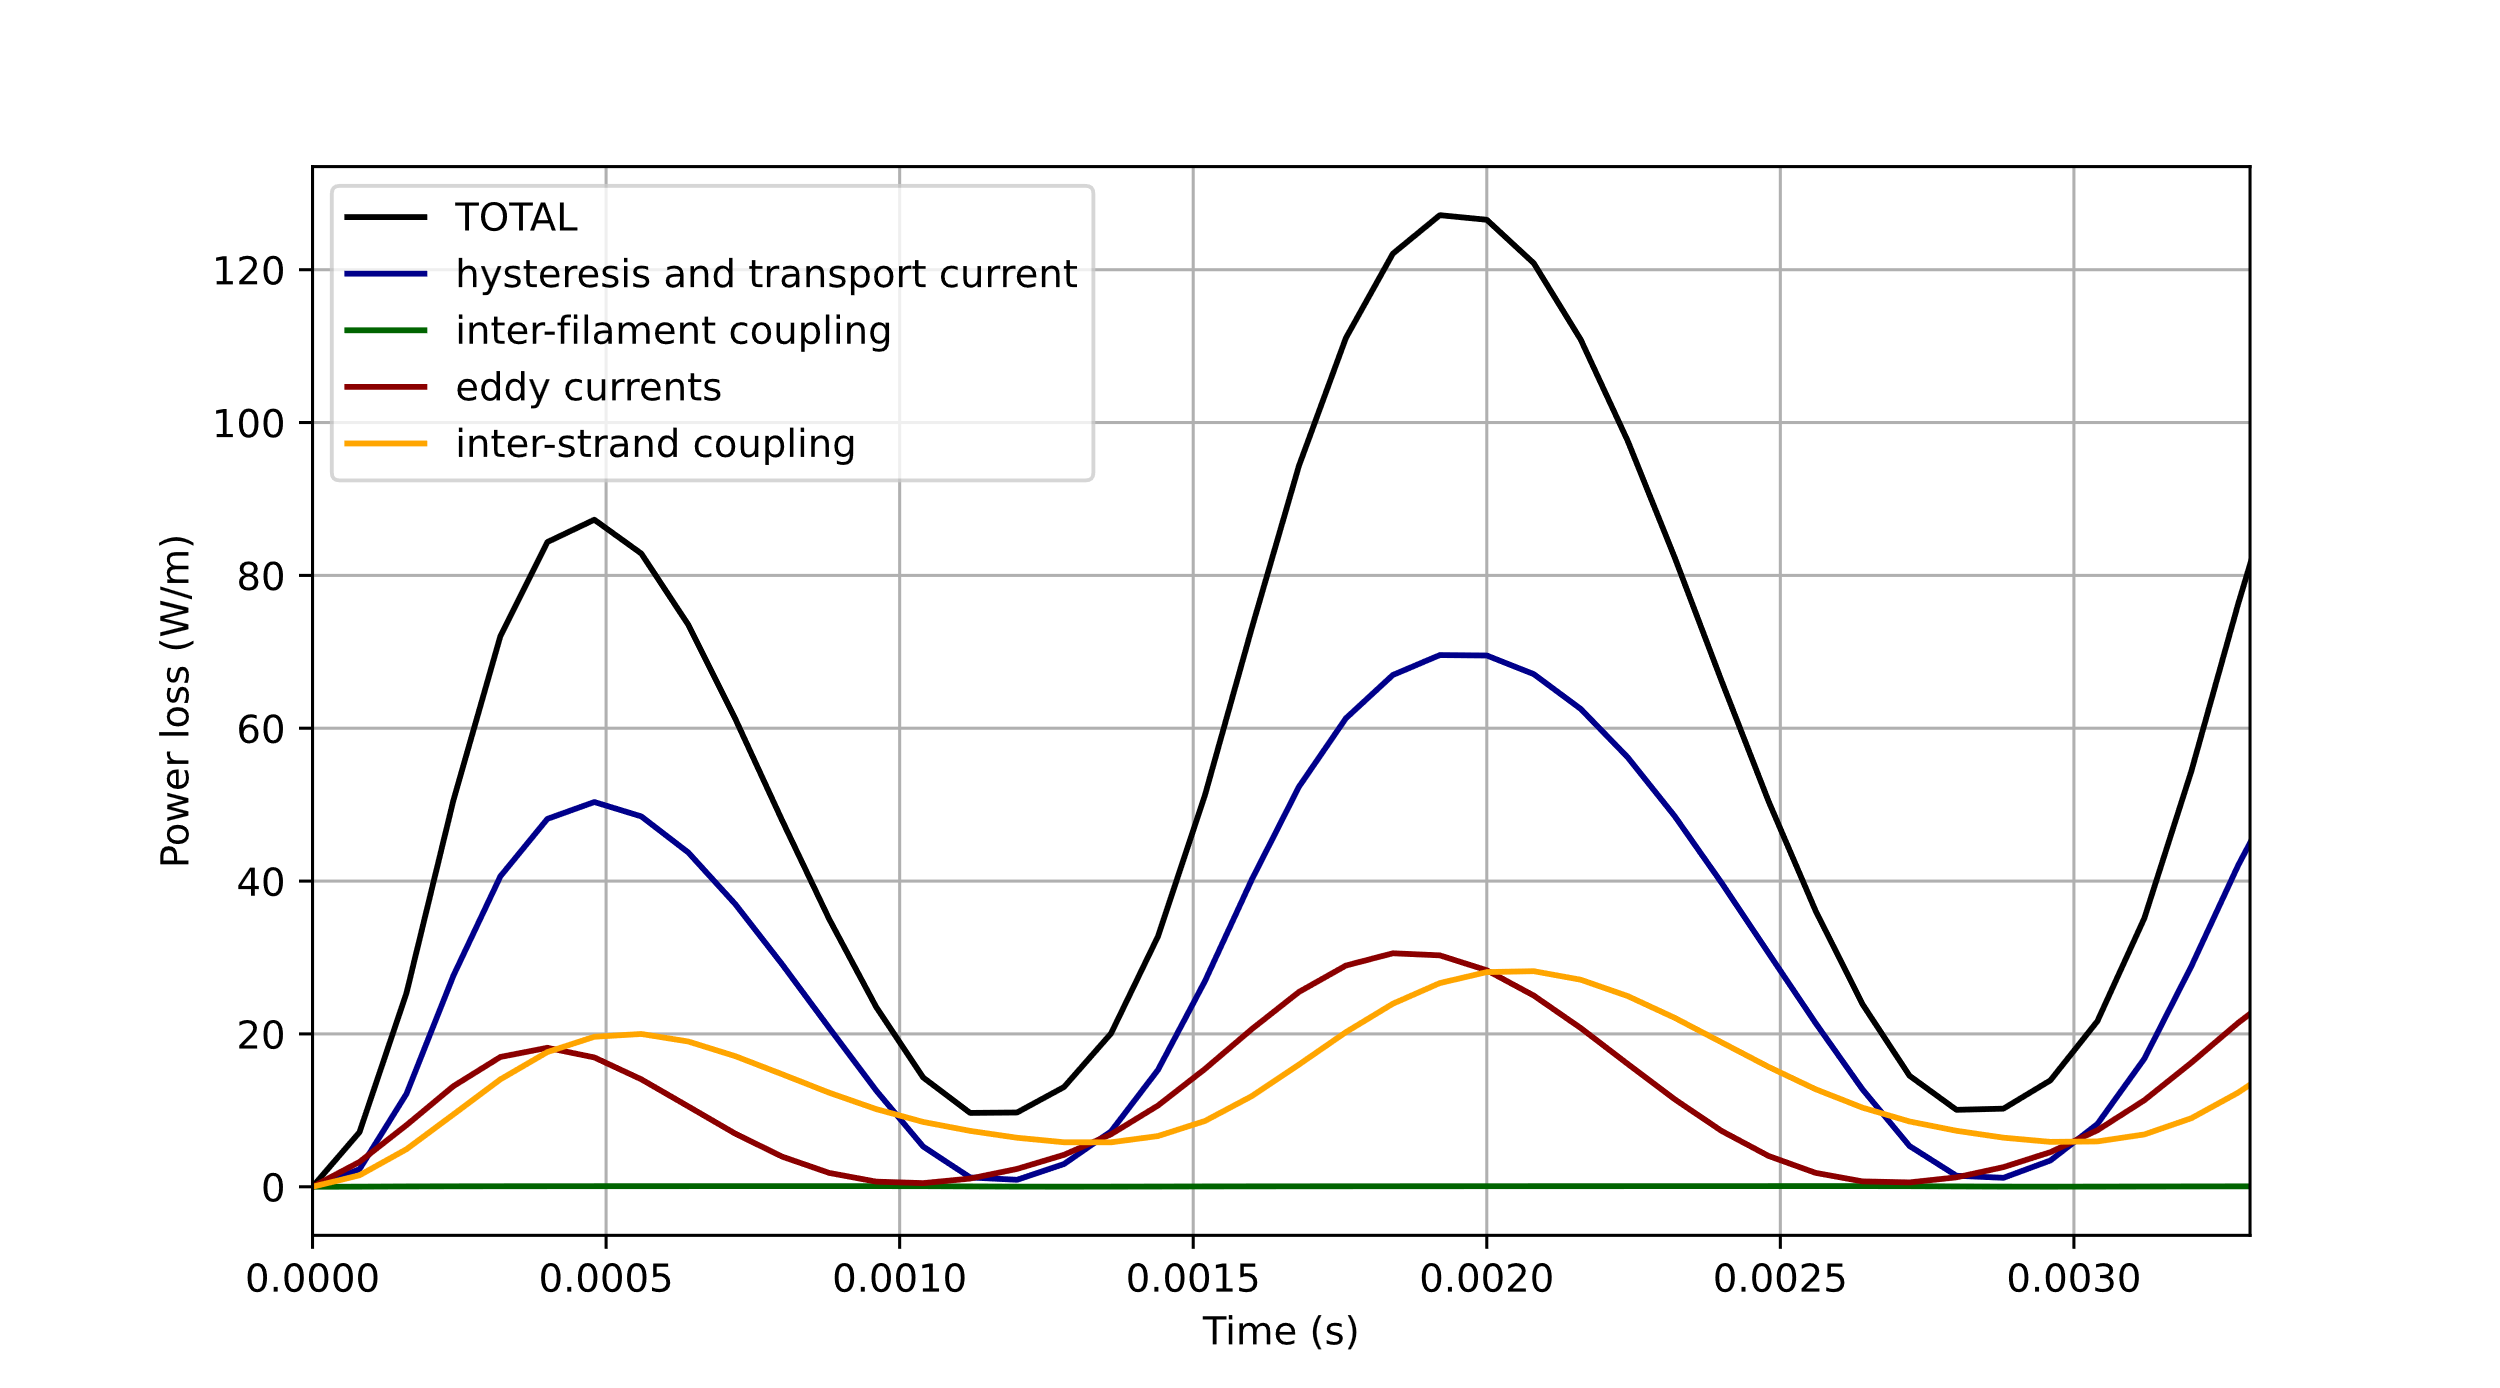 TOTAL
hysteresis and transport current
inter-filament coupling
eddy currents
inter-strand coupling
120
100
80
60
40
20
0
Power loss (W/m)
0.0000 0.0005 0.0010 0.0015 0.0020 0.0025 0.0030
Time (s)